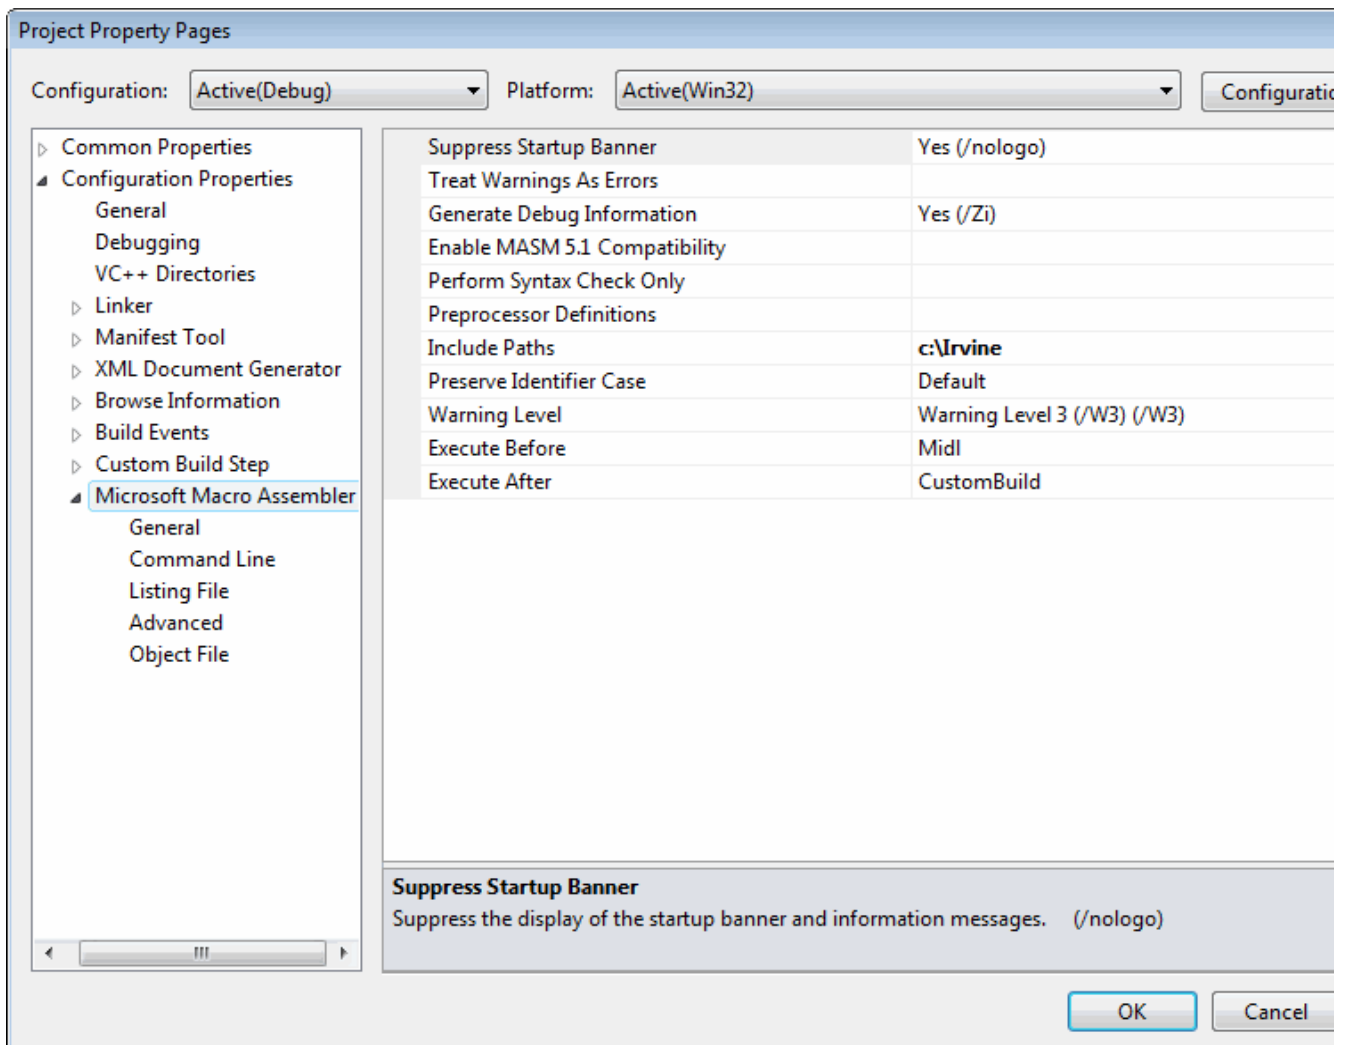 Project Property Pages
Configuration: Active(Debug) Platform: Active(Win32) Configuratio
Common Properties
Configuration Properties
General
Debugging
VC++ Directories
Linker
Manifest Tool
XML Document Generator
Browse Information
Build Events
Custom Build Step
Microsoft Macro Assembler
General
Command Line
Listing File
Advanced
Object File
Suppress Startup Banner Yes (/nologo)
Treat Warnings As Errors
Generate Debug Information Yes (/Zi)
Enable MASM 5.1 Compatibility
Perform Syntax Check Only
Preprocessor Definitions
Include Paths c:\Irvine
Preserve Identifier Case Default
Warning Level Warning Level 3 (/W3) (/W3)
Execute Before Midl
Execute After CustomBuild
Suppress Startup Banner
Suppress the display of the startup banner and information messages. (/nologo)
OK Cancel